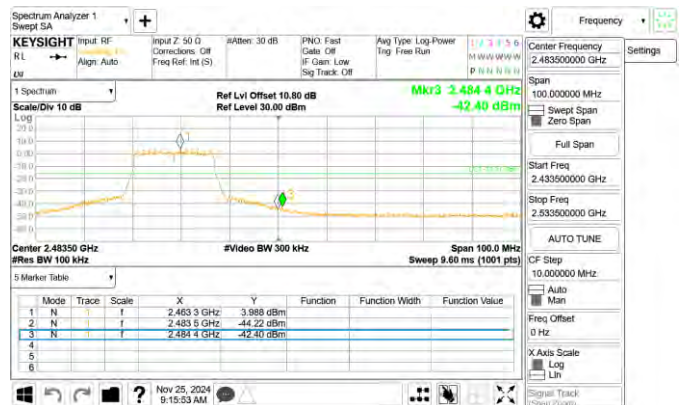 Spectrum Analyzer 1
Swept SA
+
Frequency
KEYSIGHT
Input: RF
Align: Auto
Input Z: 50 Ω
Corrections: Off
Freq Ref: Int (S)
#Atten: 30 dB
PNO: Fast
Gate: Off
IF Gain: Low
Sig Track: Off
Avg Type: Log-Power
Trig: Free Run
RL
M W W W W W
P N N N N N
1 Spectrum
Scale/Div 10 dB
Ref Lvl Offset 10.80 dB
Ref Level 30.00 dBm
Mkr3 2.484 4 GHz
-42.40 dBm
Log
Center 2.48350 GHz
#Res BW 100 kHz
#Video BW 300 kHz
Span 100.0 MHz
Sweep 9.60 ms (1001 pts)
5 Marker Table
Mode Trace Scale X Y Function Function Width Function Value
1 N 1 f 2.463 3 GHz 3.988 dBm
2 N 1 f 2.483 5 GHz -44.22 dBm
3 N 1 f 2.484 4 GHz -42.40 dBm
4
5
6
Nov 25, 2024
9:15:53 AM
Center Frequency
2.483500000 GHz
Settings
Span
100.000000 MHz
Swept Span
Zero Span
Full Span
Start Freq
2.433500000 GHz
Stop Freq
2.533500000 GHz
AUTO TUNE
CF Step
10.000000 MHz
Auto
Man
Freq Offset
0 Hz
X Axis Scale
Log
Lin
Signal Track